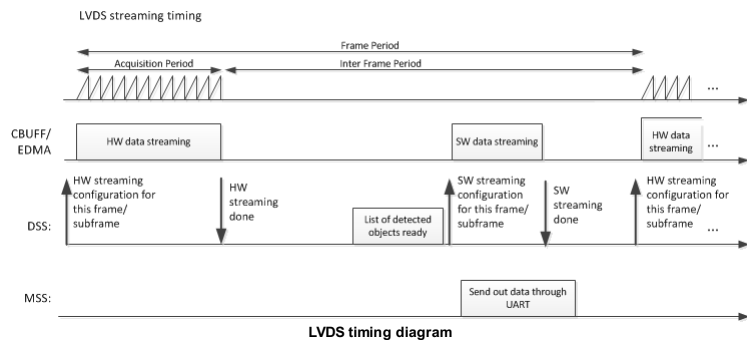 LVDS streaming timing
Frame Period
Acquisition Period
Inter Frame Period
...
CBUFF/
EDMA
HW data streaming
SW data streaming
HW data
streaming
...
HW streaming
configuration for
this frame/
subframe
HW
streaming
done
SW streaming
configuration
for this frame/
subframe
SW
streaming
done
HW streaming
configuration for
this frame/
subframe
DSS:
List of detected
objects ready
...
MSS:
Send out data through
UART
LVDS timing diagram